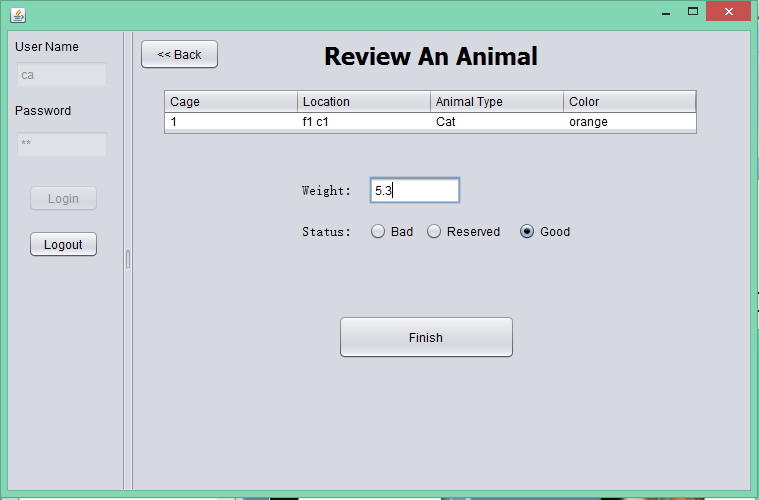 User Name
ca
Password
**
Login
Logout
<< Back
Review An Animal
Cage Location Animal Type Color
1 f1 c1 Cat orange
Weight: 5.3
Status: Bad Reserved Good
Finish